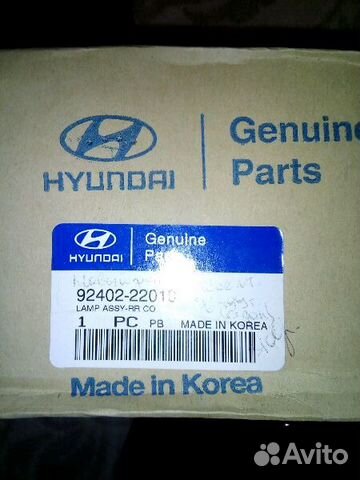 HYUNDAI
Genuine
Parts
HYUNDAI
Genuine
Parts
92402-22010
LAMP ASSY-RR CO
1 PC PB MADE IN KOREA
Made in Korea
Avito